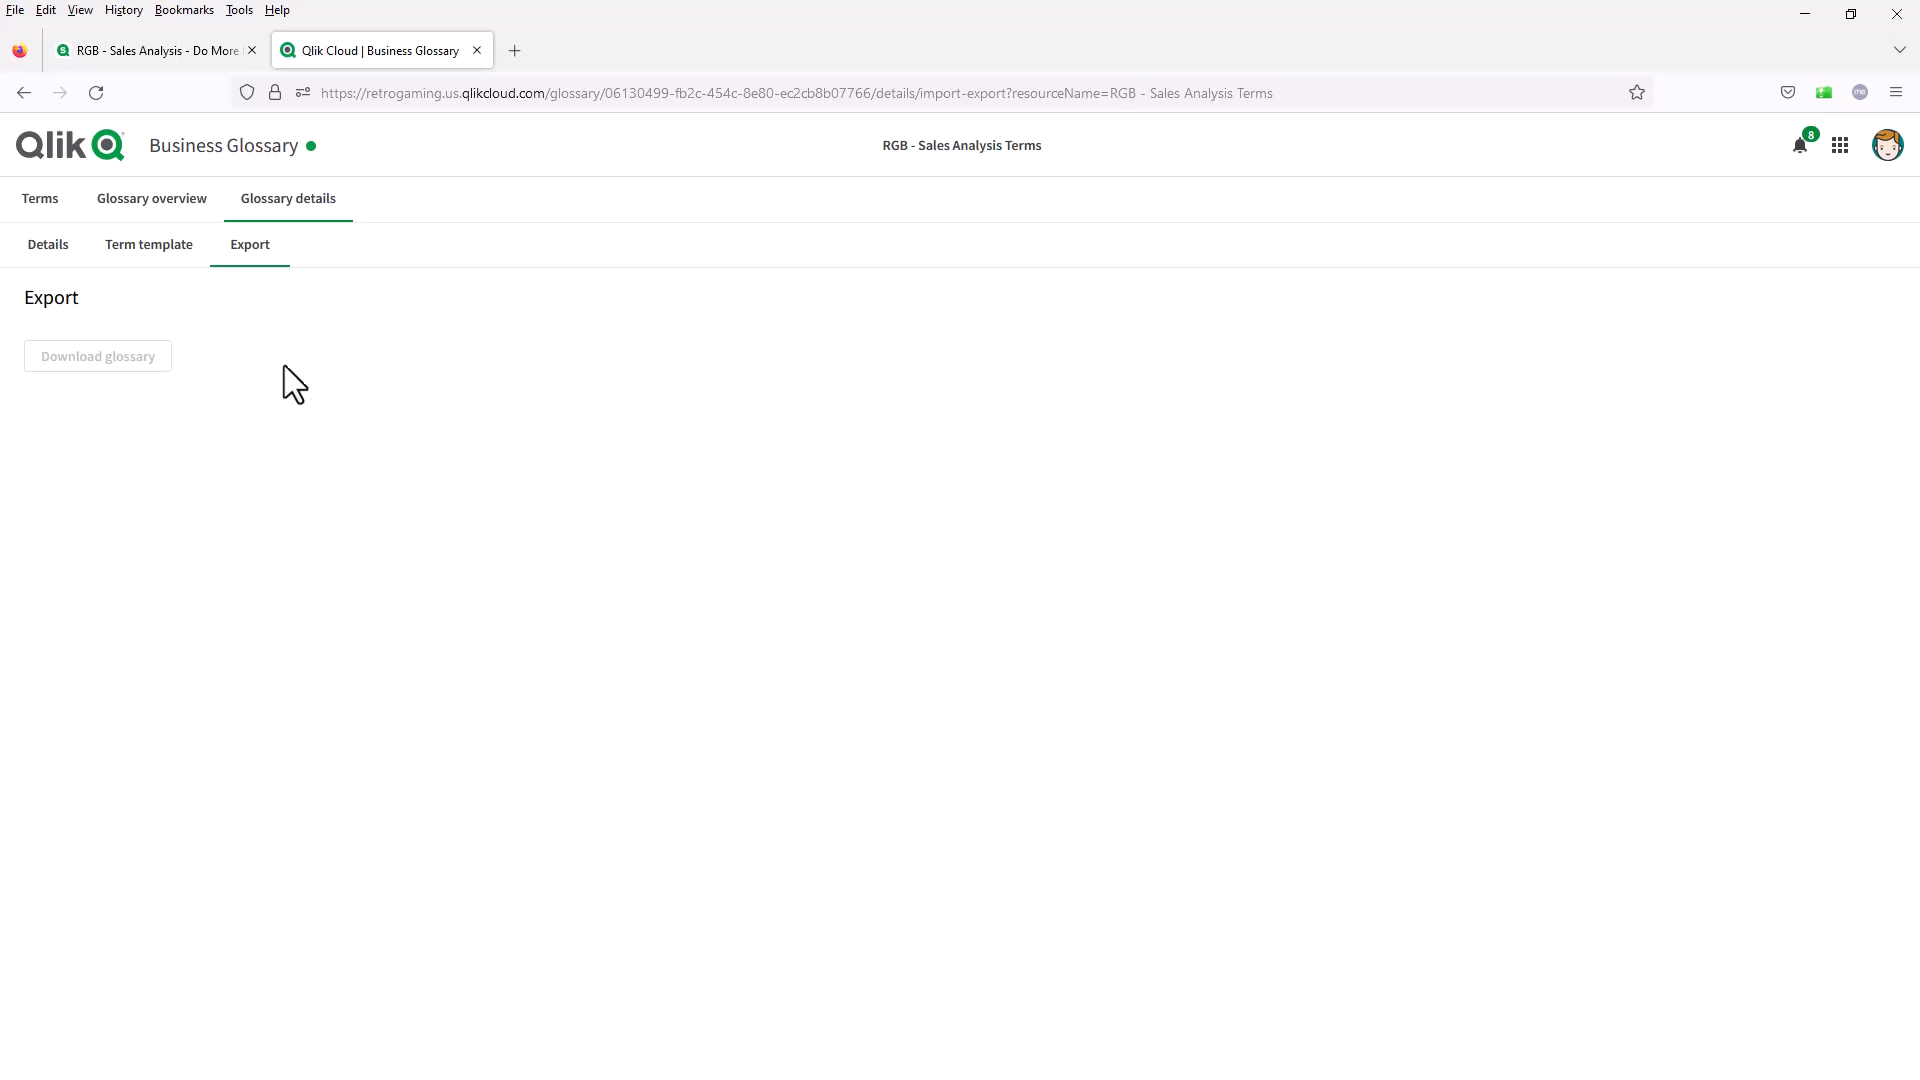 File Edit View History Bookmarks Tools Help
RGB - Sales Analysis - Do More
Qlik Cloud | Business Glossary
https://retrogaming.us.qlikcloud.com/glossary/06130499-fb2c-454c-8e80-ec2cb8b07766/details/import-export?resourceName=RGB - Sales Analysis Terms
me
Qlik
Business Glossary
RGB - Sales Analysis Terms
8
Terms
Glossary overview
Glossary details
Details
Term template
Export
Export
Download glossary